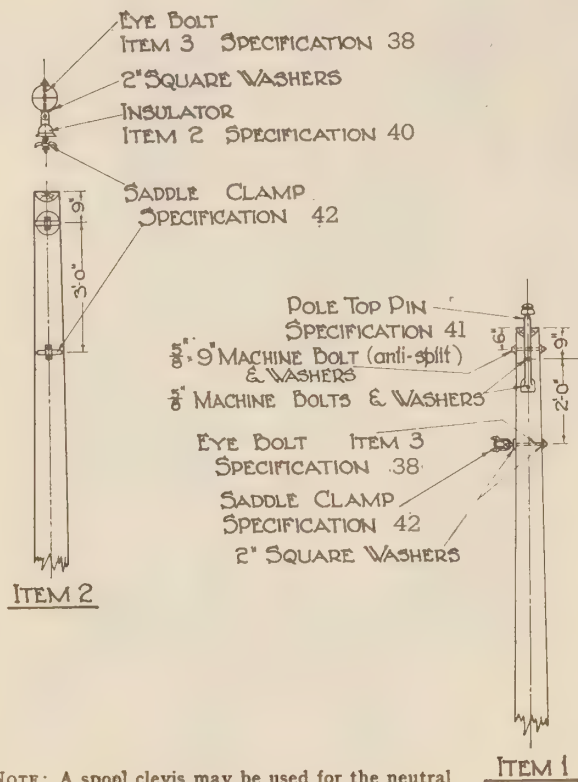 EYE BOLT
ITEM 3 SPECIFICATION 38
2" SQUARE WASHERS
INSULATOR
ITEM 2 SPECIFICATION 40
SADDLE CLAMP
SPECIFICATION 42
9"
3'-0"
ITEM 2
POLE TOP PIN
SPECIFICATION 41
5/8" × 9" MACHINE BOLT (anti-split)
& WASHERS
5/8" MACHINE BOLTS & WASHERS
EYE BOLT ITEM 3
SPECIFICATION 38
SADDLE CLAMP
SPECIFICATION 42
2" SQUARE WASHERS
6"
9"
2'-0"
ITEM 1
NOTE: A spool clevis may be used for the neutral